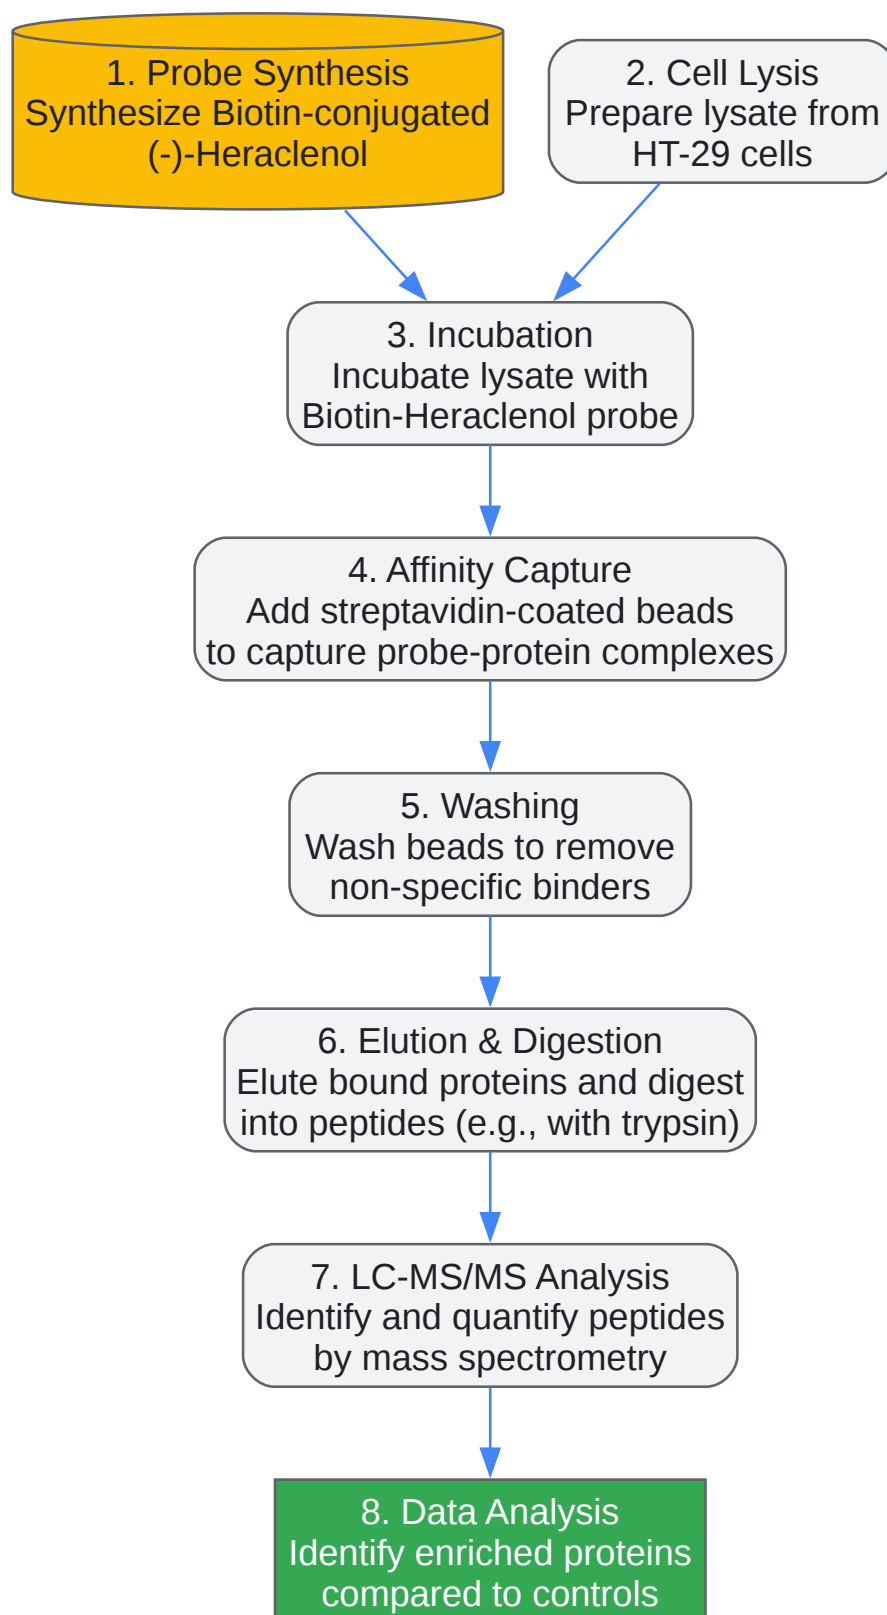 1. Probe Synthesis
Synthesize Biotin-conjugated
(-)-Heraclenol
2. Cell Lysis
Prepare lysate from
HT-29 cells
3. Incubation
Incubate lysate with
Biotin-Heraclenol probe
4. Affinity Capture
Add streptavidin-coated beads
to capture probe-protein complexes
5. Washing
Wash beads to remove
non-specific binders
6. Elution & Digestion
Elute bound proteins and digest
into peptides (e.g., with trypsin)
7. LC-MS/MS Analysis
Identify and quantify peptides
by mass spectrometry
8. Data Analysis
Identify enriched proteins
compared to controls